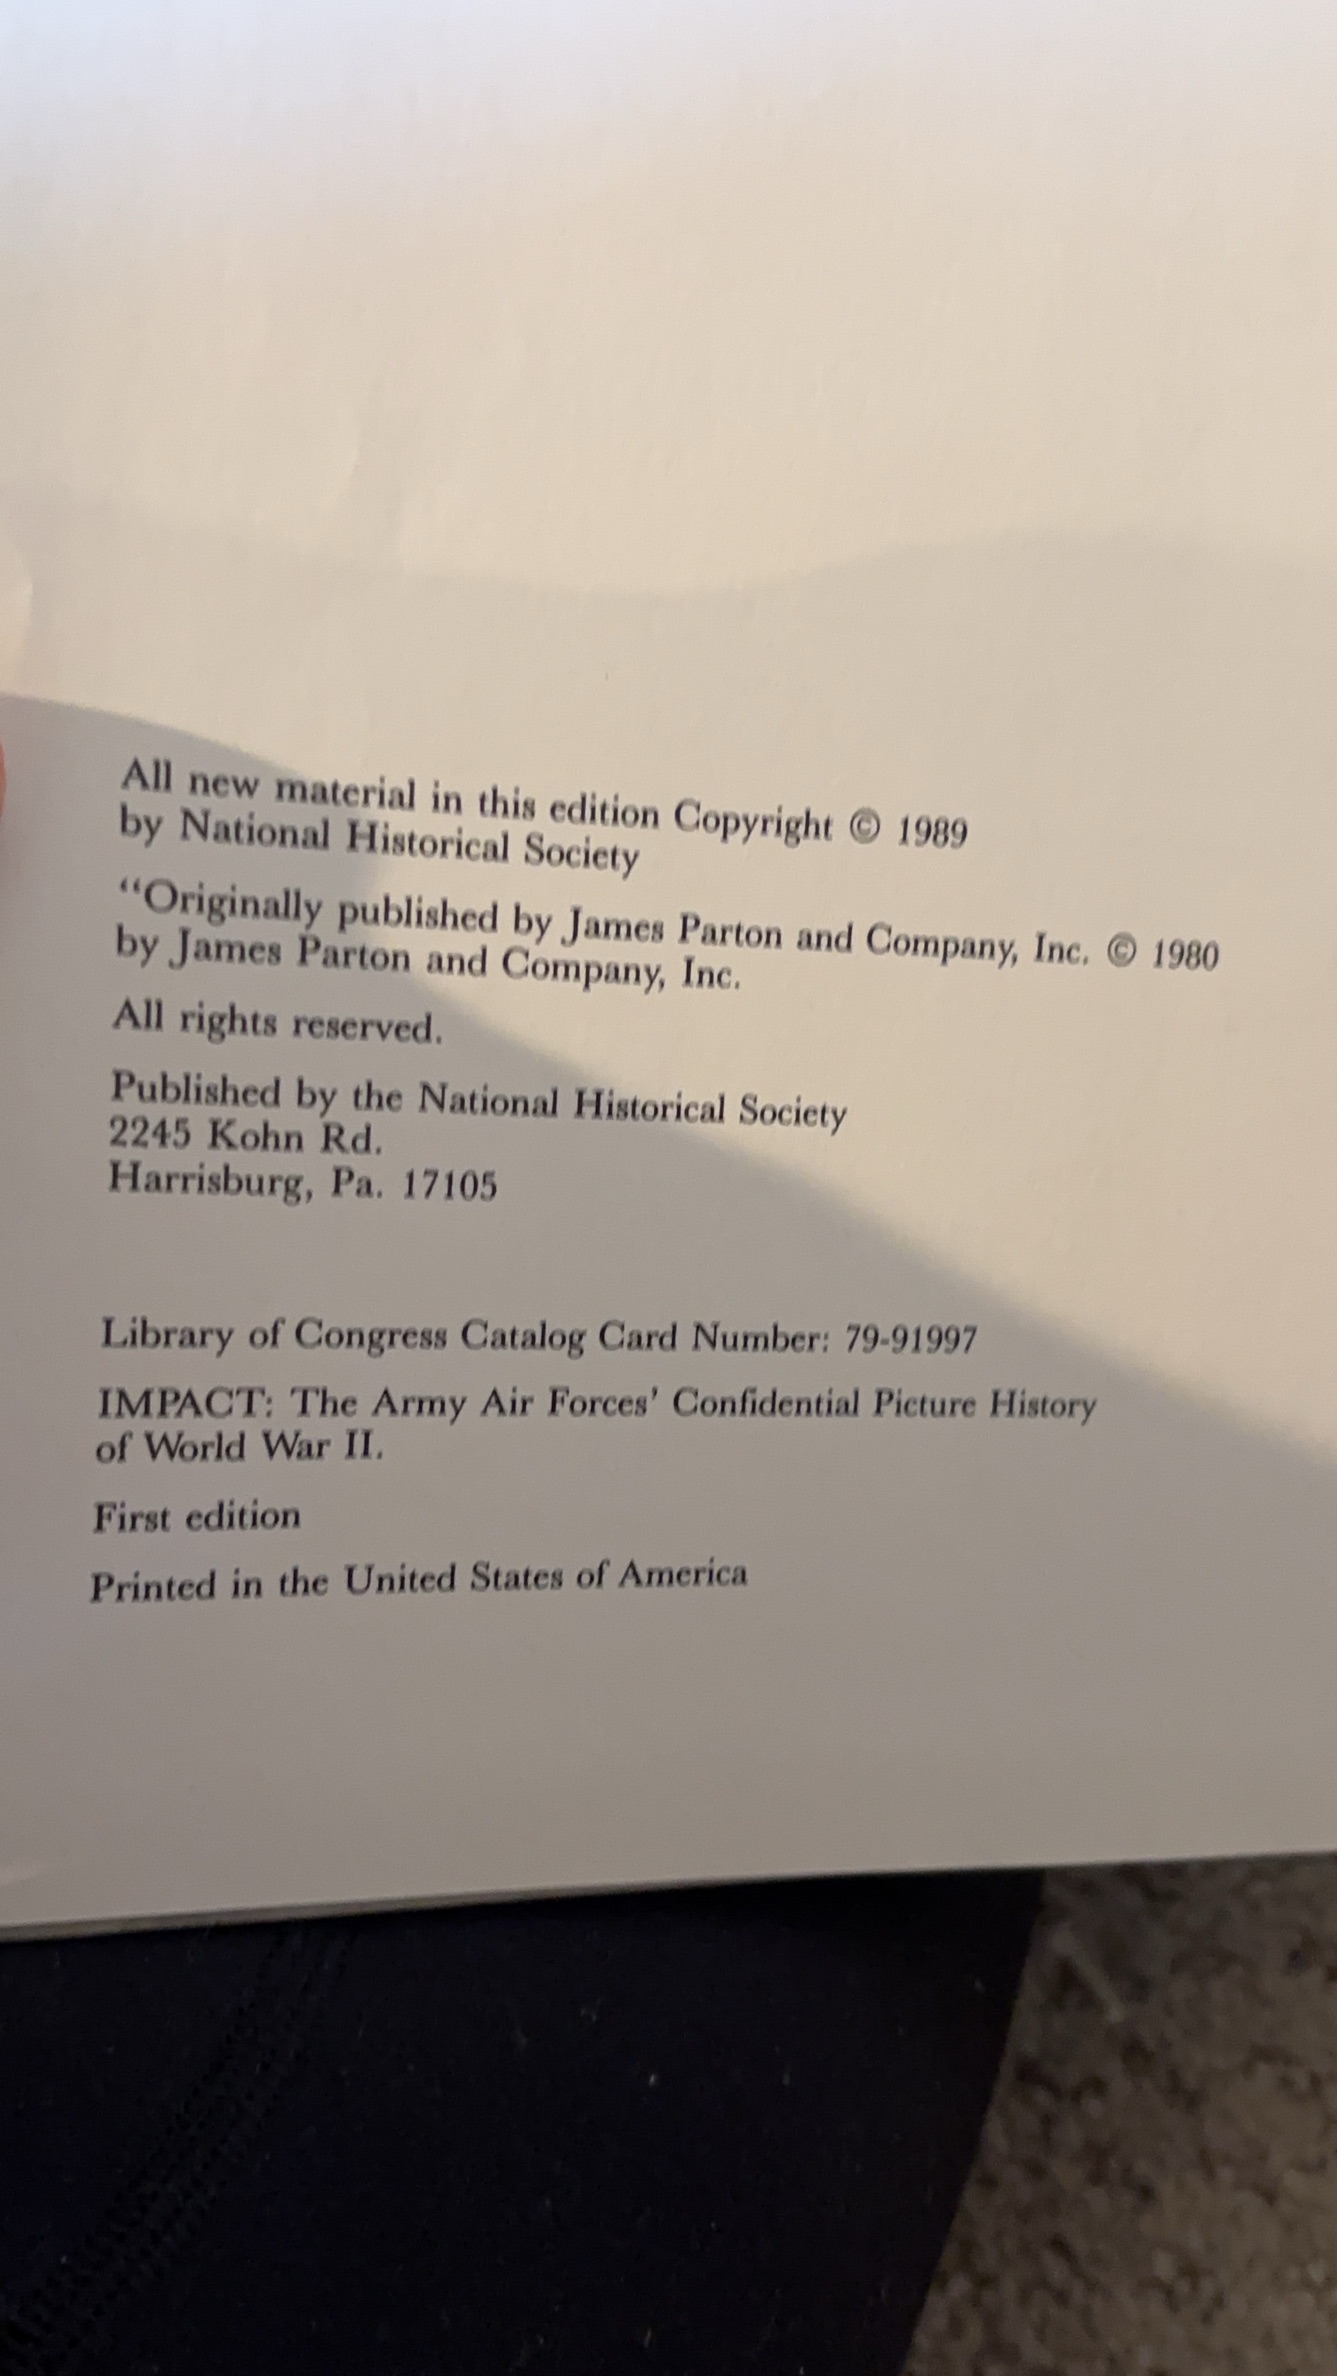 All new material in this edition Copyright © 1989
by National Historical Society
“Originally published by James Parton and Company, Inc. © 1980
by James Parton and Company, Inc.
All rights reserved.
Published by the National Historical Society
2245 Kohn Rd.
Harrisburg, Pa. 17105
Library of Congress Catalog Card Number: 79-91997
IMPACT: The Army Air Forces’ Confidential Picture History
of World War II.
First edition
Printed in the United States of America